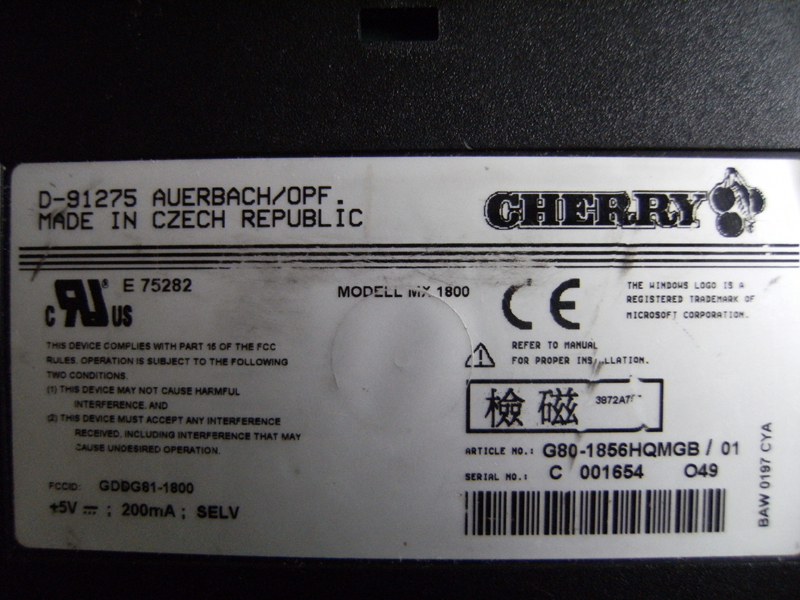 D-91275 AUERBACH/OPF.
MADE IN CZECH REPUBLIC
CHERRY
c RU US ® E 75282
MODELL MX 1800
CE
THE WINDOWS LOGO IS A
REGISTERED TRADEMARK OF
MICROSOFT CORPORATION.
THIS DEVICE COMPLIES WITH PART 15 OF THE FCC
RULES. OPERATION IS SUBJECT TO THE FOLLOWING
TWO CONDITIONS.
(1) THIS DEVICE MAY NOT CAUSE HARMFUL
INTERFERENCE. AND
(2) THIS DEVICE MUST ACCEPT ANY INTERFERENCE
RECEIVED, INCLUDING INTERFERENCE THAT MAY
CAUSE UNDESIRED OPERATION.
REFER TO MANUAL
FOR PROPER INSTALLATION.
檢磁
ARTICLE NO.: G80-1856HQMGB / 01
SERIAL NO.: C 001654 O49
FCCID: GDDG81-1800
+5V ⎓ ; 200mA ; SELV
BAW 0197 CYA